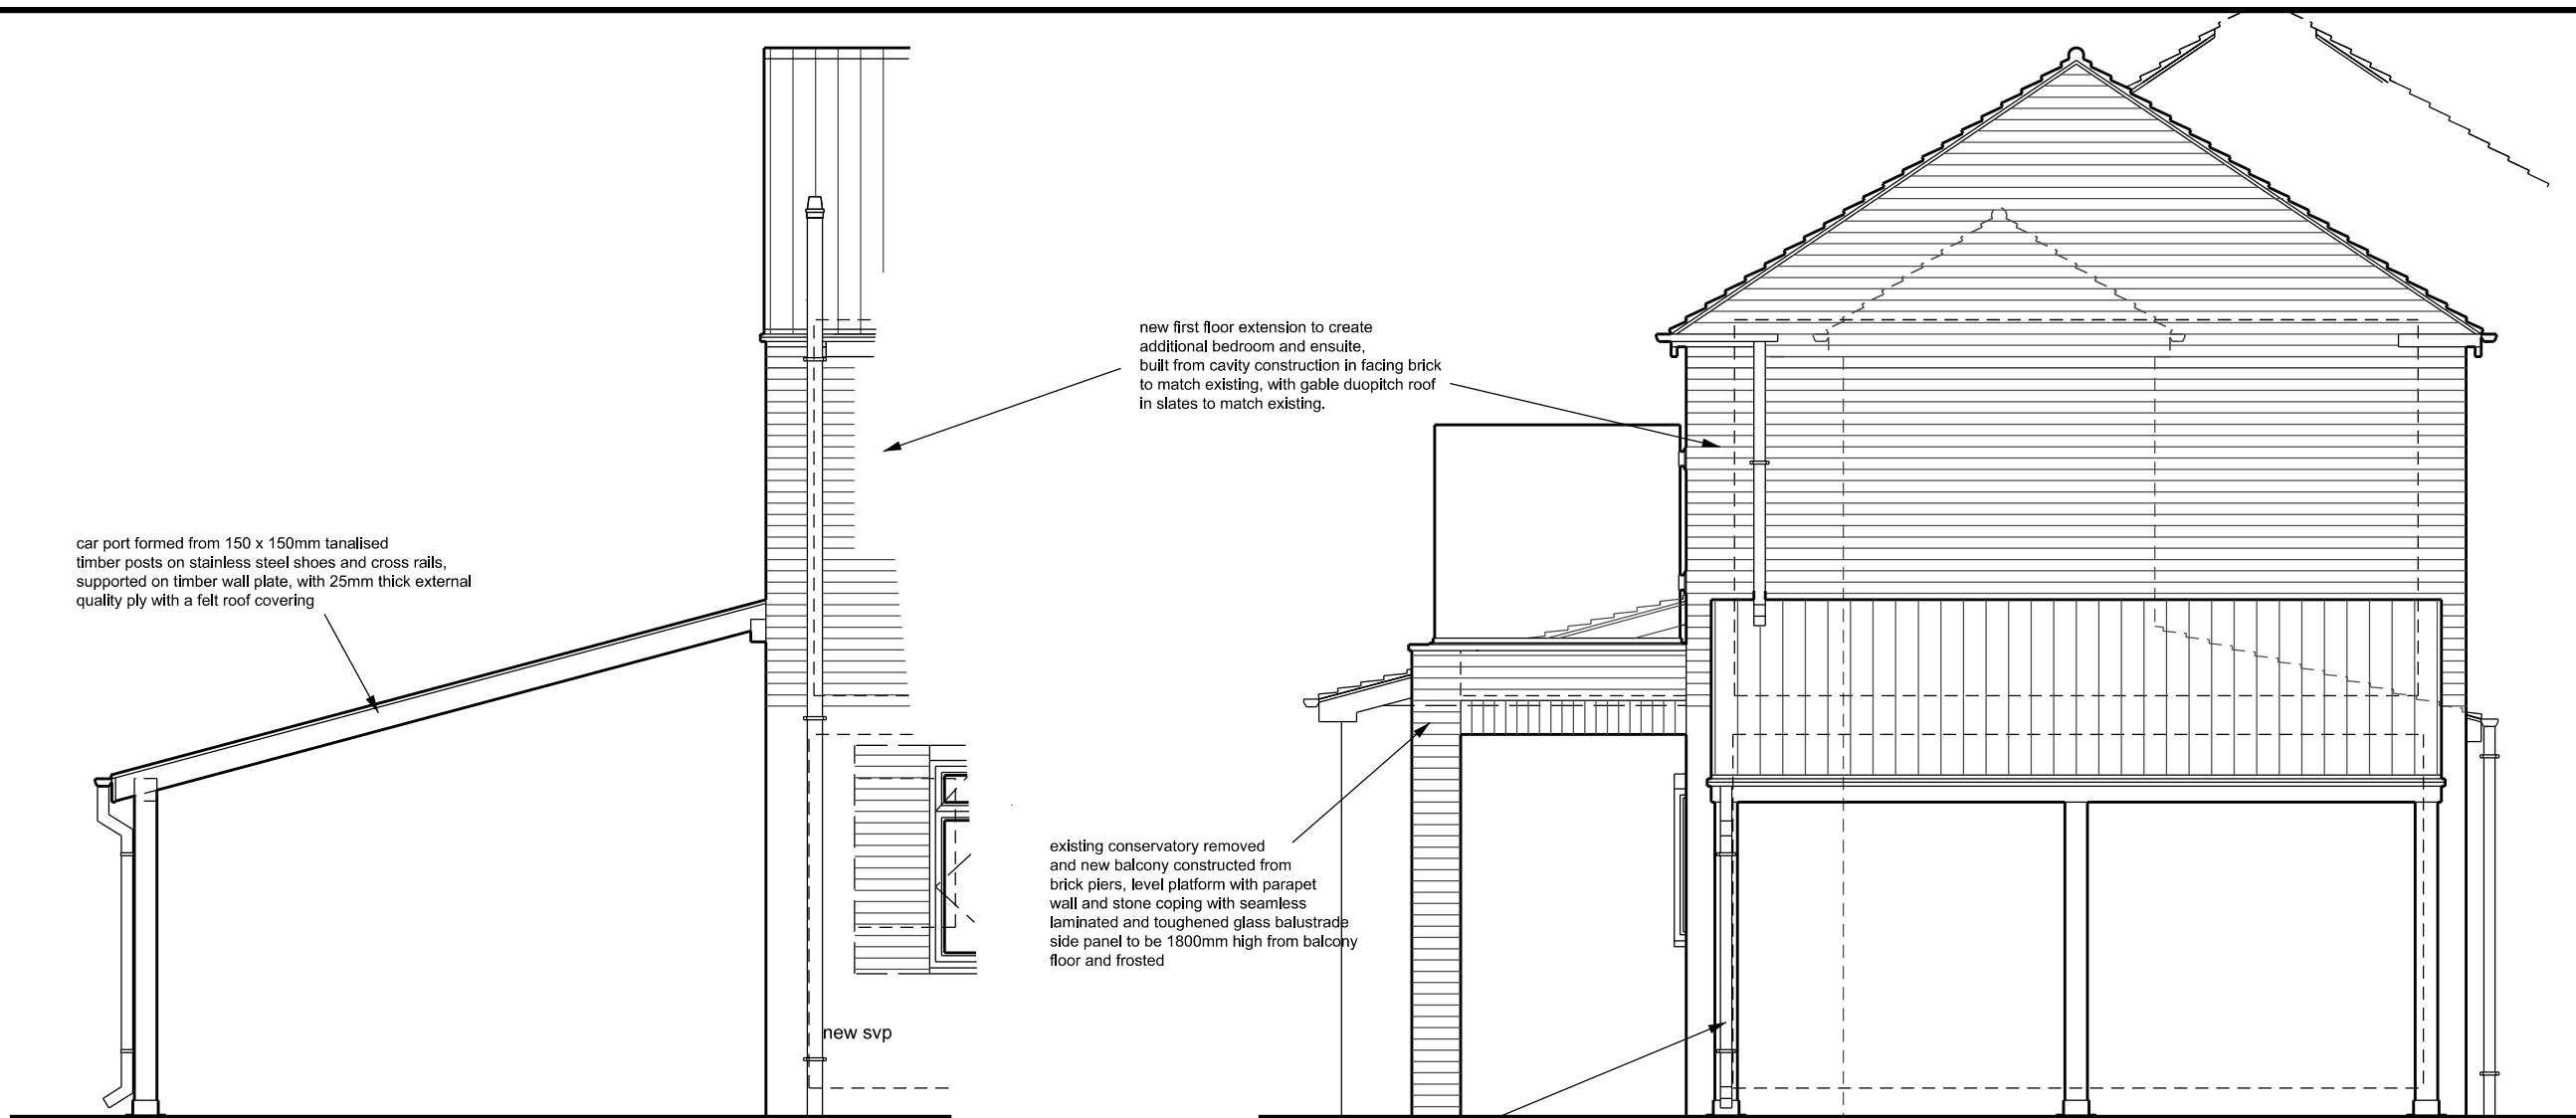 new first floor extension to create
additional bedroom and ensuite,
built from cavity construction in facing brick
to match existing, with gable duopitch roof
in slates to match existing.
car port formed from 150 x 150mm tanalised
timber posts on stainless steel shoes and cross rails,
supported on timber wall plate, with 25mm thick external
quality ply with a felt roof covering
existing conservatory removed
and new balcony constructed from
brick piers, level platform with parapet
wall and stone coping with seamless
laminated and toughened glass balustrade
side panel to be 1800mm high from balcony
floor and frosted
new svp